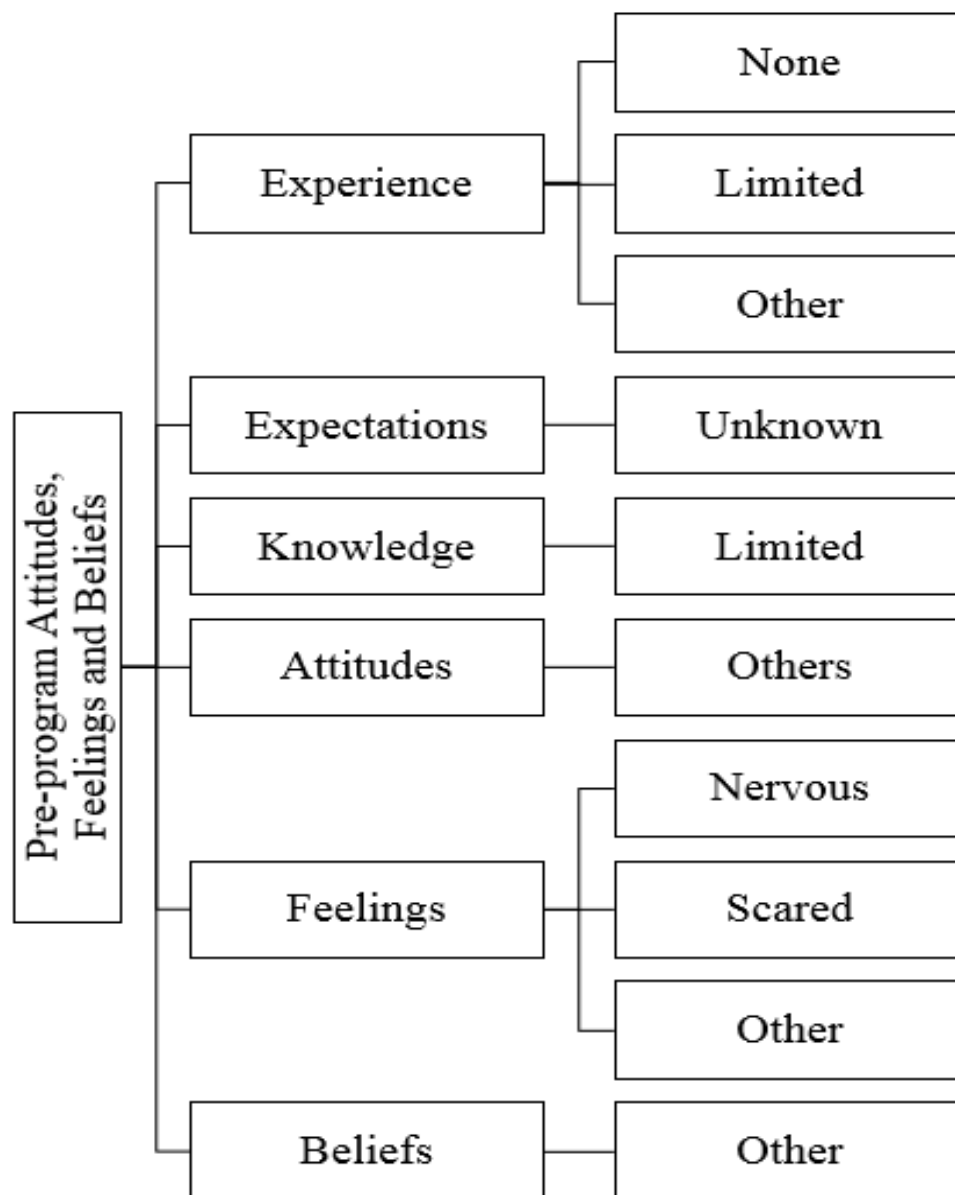 Pre-program Attitudes,
Feelings and Beliefs
Experience
None
Limited
Other
Expectations
Unknown
Knowledge
Limited
Attitudes
Others
Feelings
Nervous
Scared
Other
Beliefs
Other